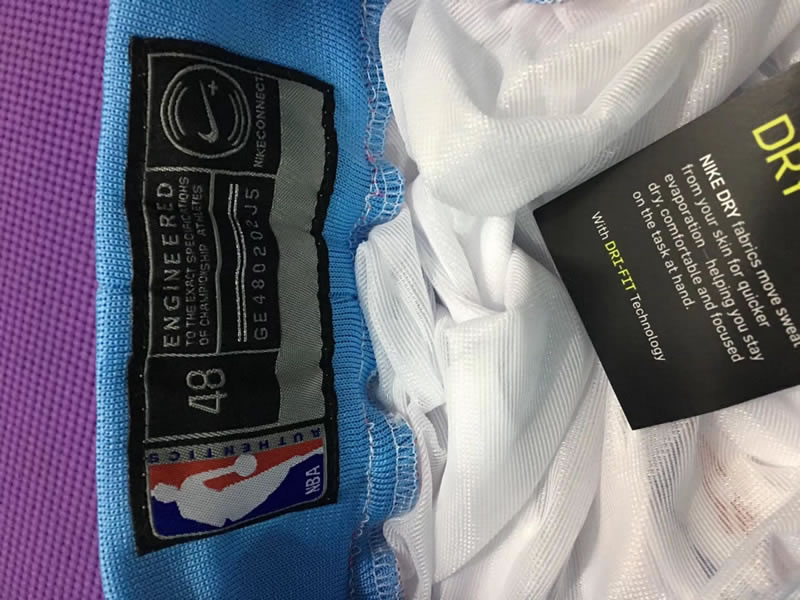 NIKECONNECT
ENGINEERED
TO THE EXACT SPECIFICATIONS
OF CHAMPIONSHIP ATHLETES
GE480202J5
48
AUTHENTICS
NBA
DRY
NIKE DRY fabrics move sweat
from your skin for quicker
evaporation — helping you stay
dry, comfortable and focused
on the task at hand.
With DRI-FIT Technology